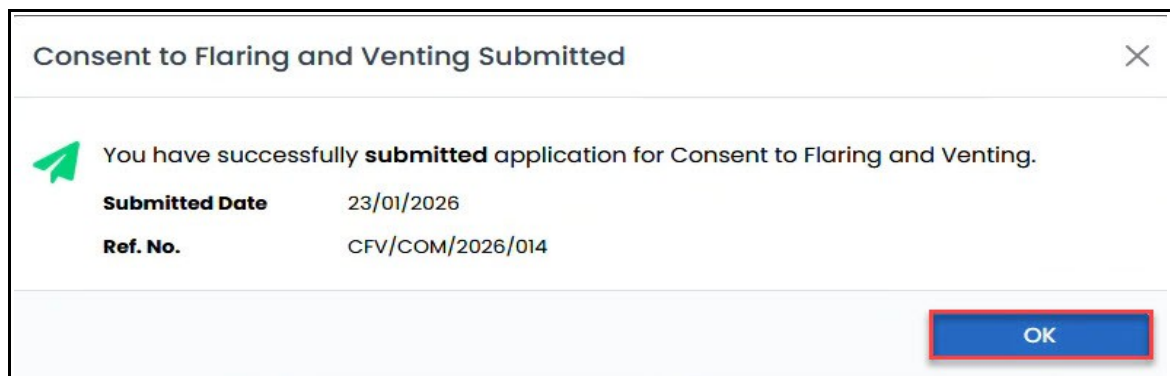 Consent to Flaring and Venting Submitted
You have successfully submitted application for Consent to Flaring and Venting.
Submitted Date 23/01/2026
Ref. No. CFV/COM/2026/014
OK